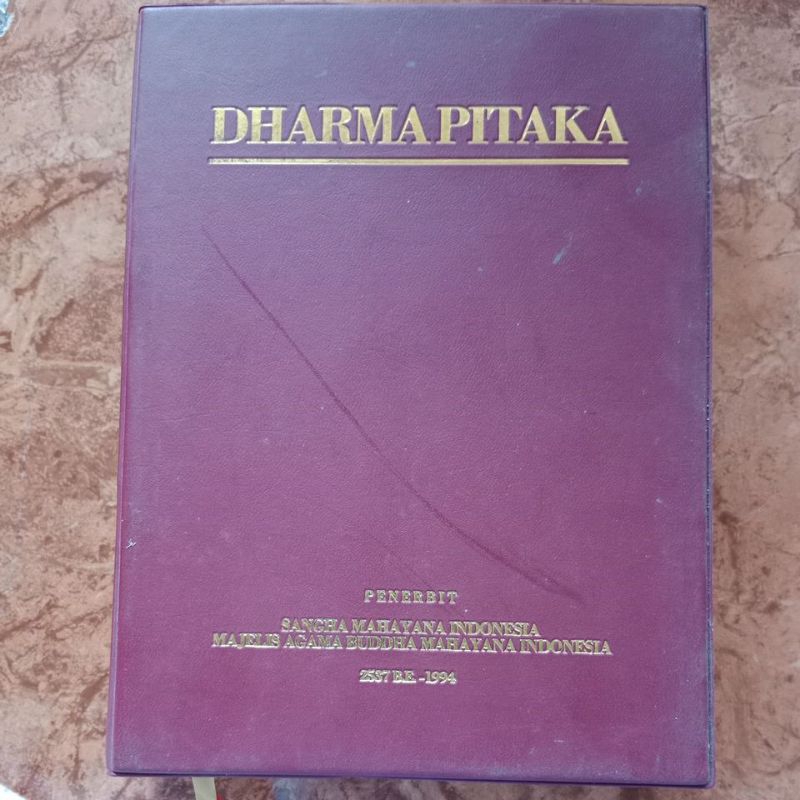 DHARMA PITAKA
PENERBIT
SANGHA MAHAYANA INDONESIA
MAJELIS AGAMA BUDDHA MAHAYANA INDONESIA
2537 B.E. - 1994